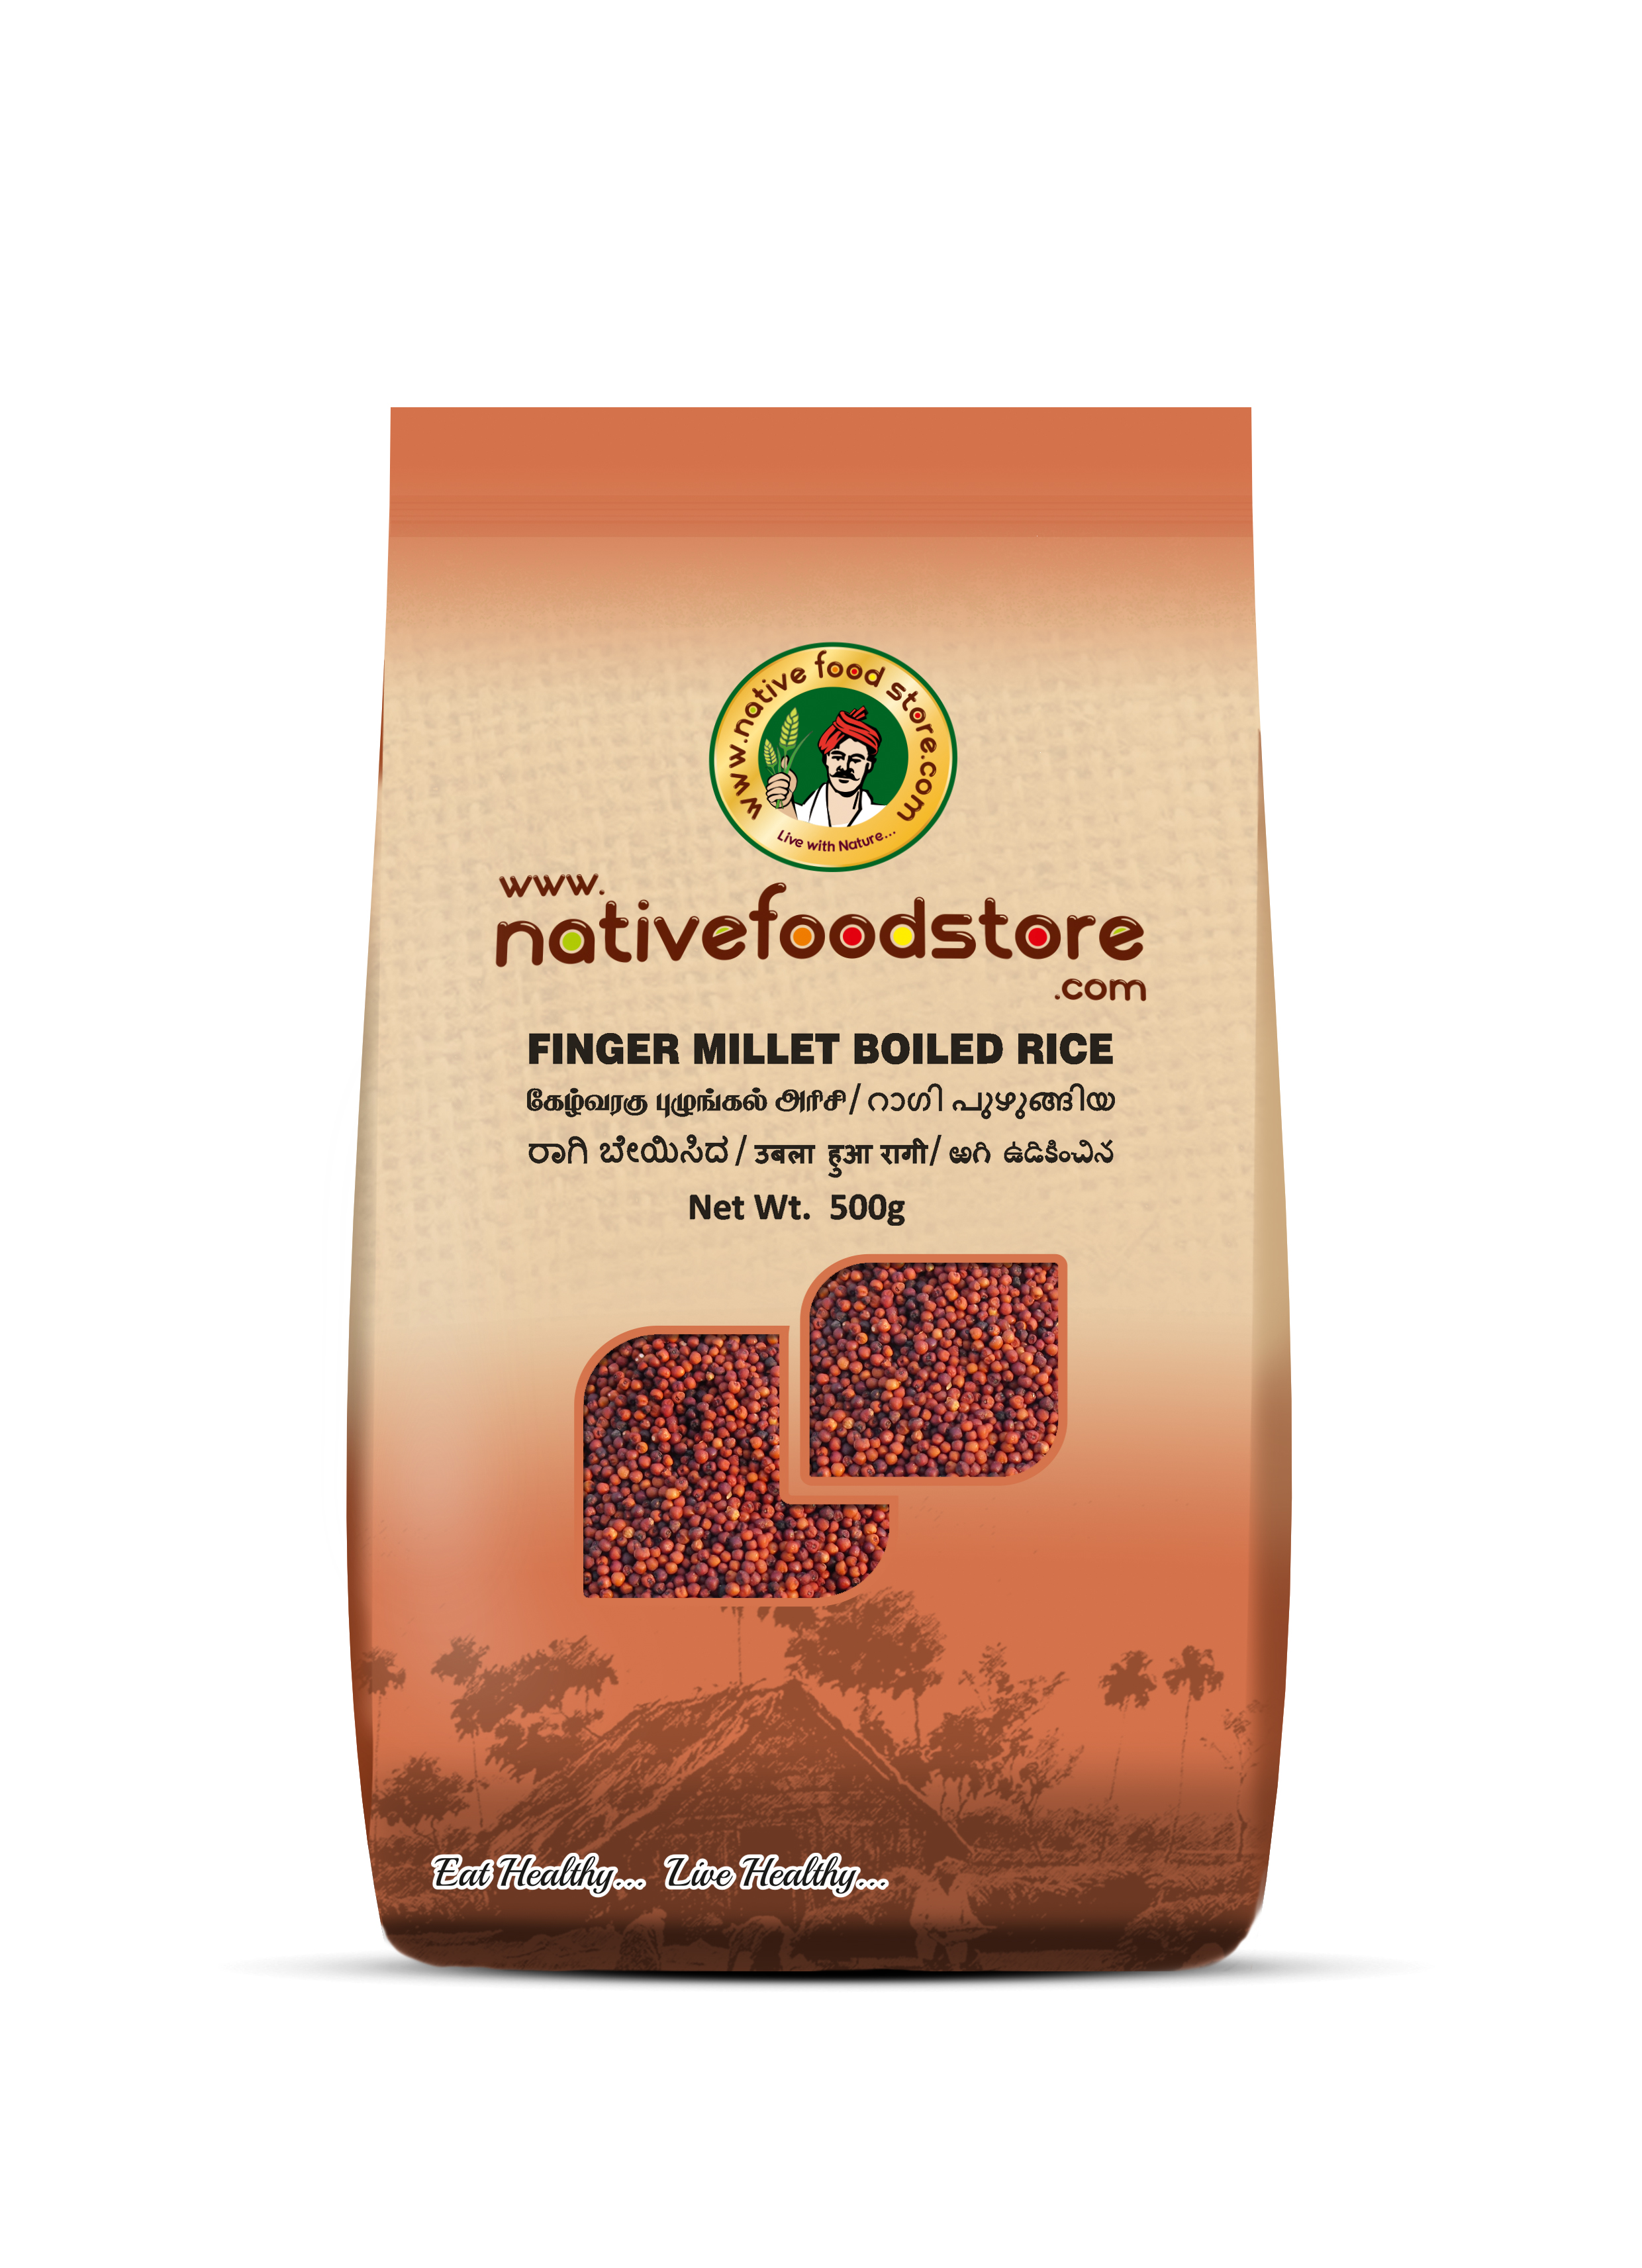 www.native food store.com
Live with Nature...
www.
nativefoodstore
.com
FINGER MILLET BOILED RICE
கேழ்வரகு புழுங்கல் அரிசி/ റാഗി പുഴുങ്ങിയ
ರಾಗಿ ಬೇಯಿಸಿದ / उबला हुआ रागी/ ఱగి ఉడికించిన
Net Wt. 500g
Eat Healthy... Live Healthy...